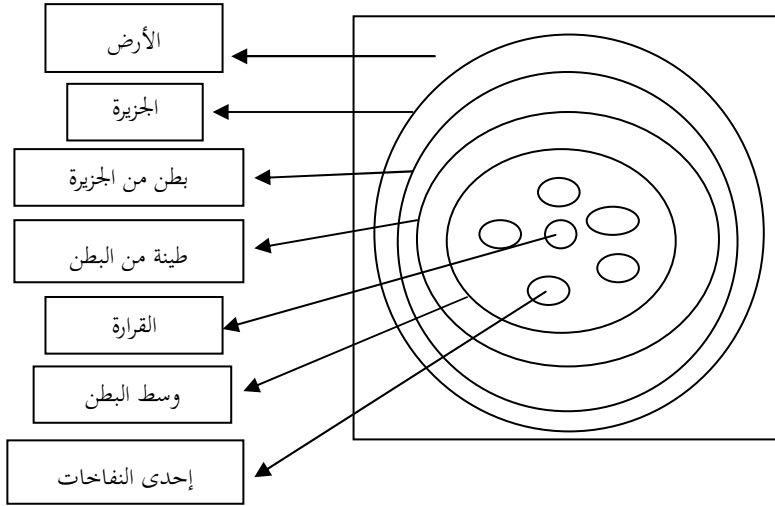 الأرض
الجزيرة
بطن من الجزيرة
طينة من البطن
القرارة
وسط البطن
إحدى النفاخات